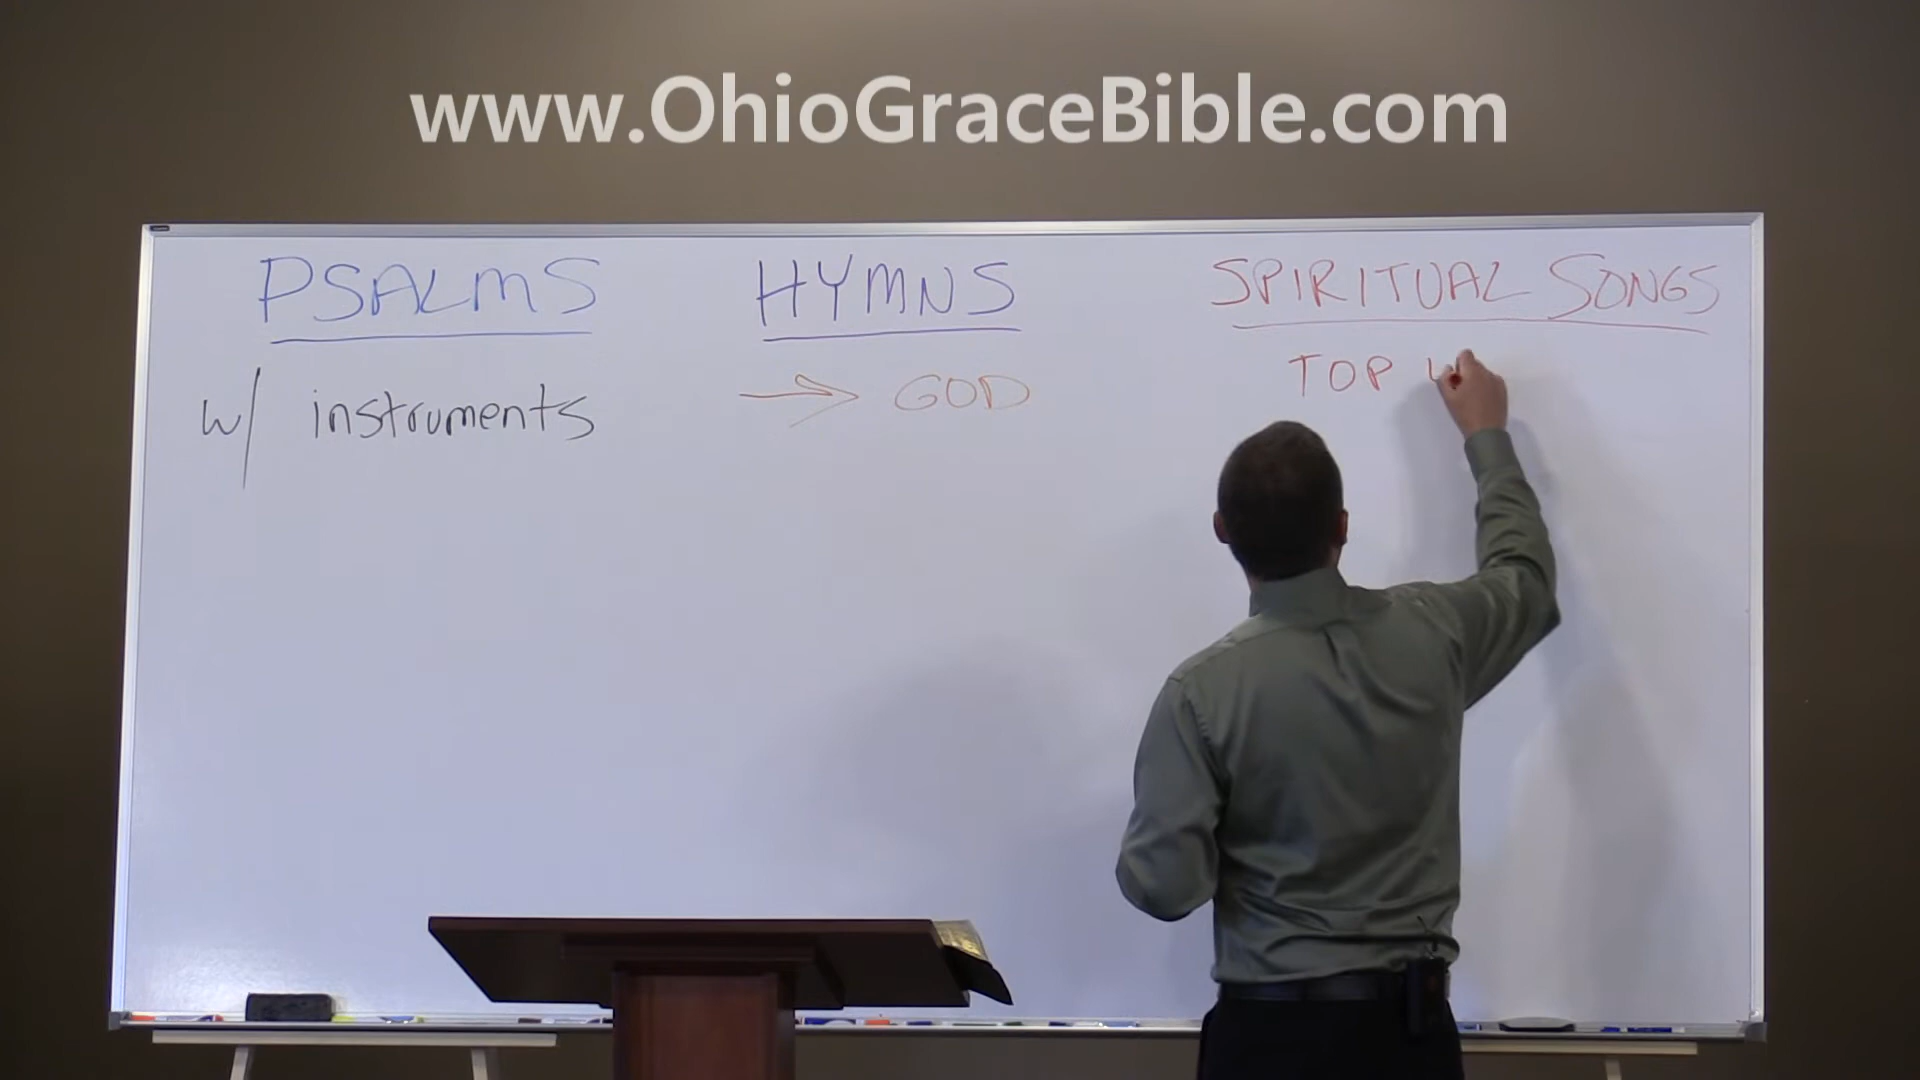 www.OhioGraceBible.com
PSALMS HYMNS SPIRITUAL SONGS
w/ instruments → GOD TOP